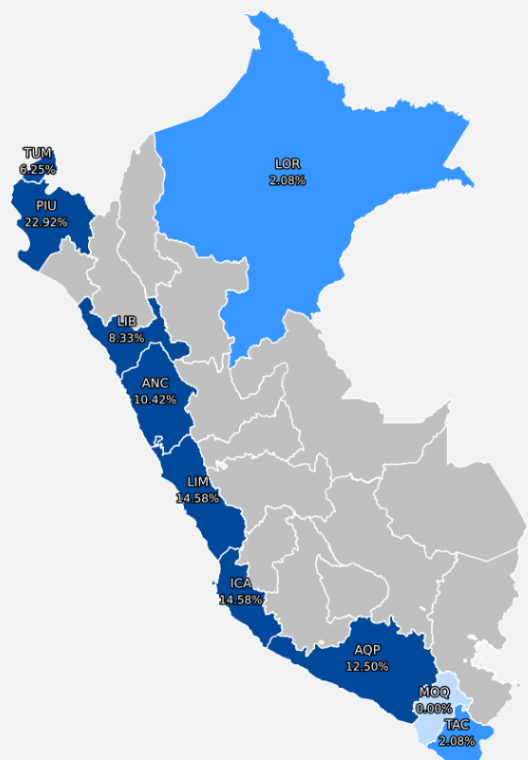 TUM
6.25%
PIU
22.92%
LOR
2.08%
LIB
8.33%
ANC
10.42%
LIM
14.58%
ICA
14.58%
AQP
12.50%
MOQ
0.00%
TAC
2.08%